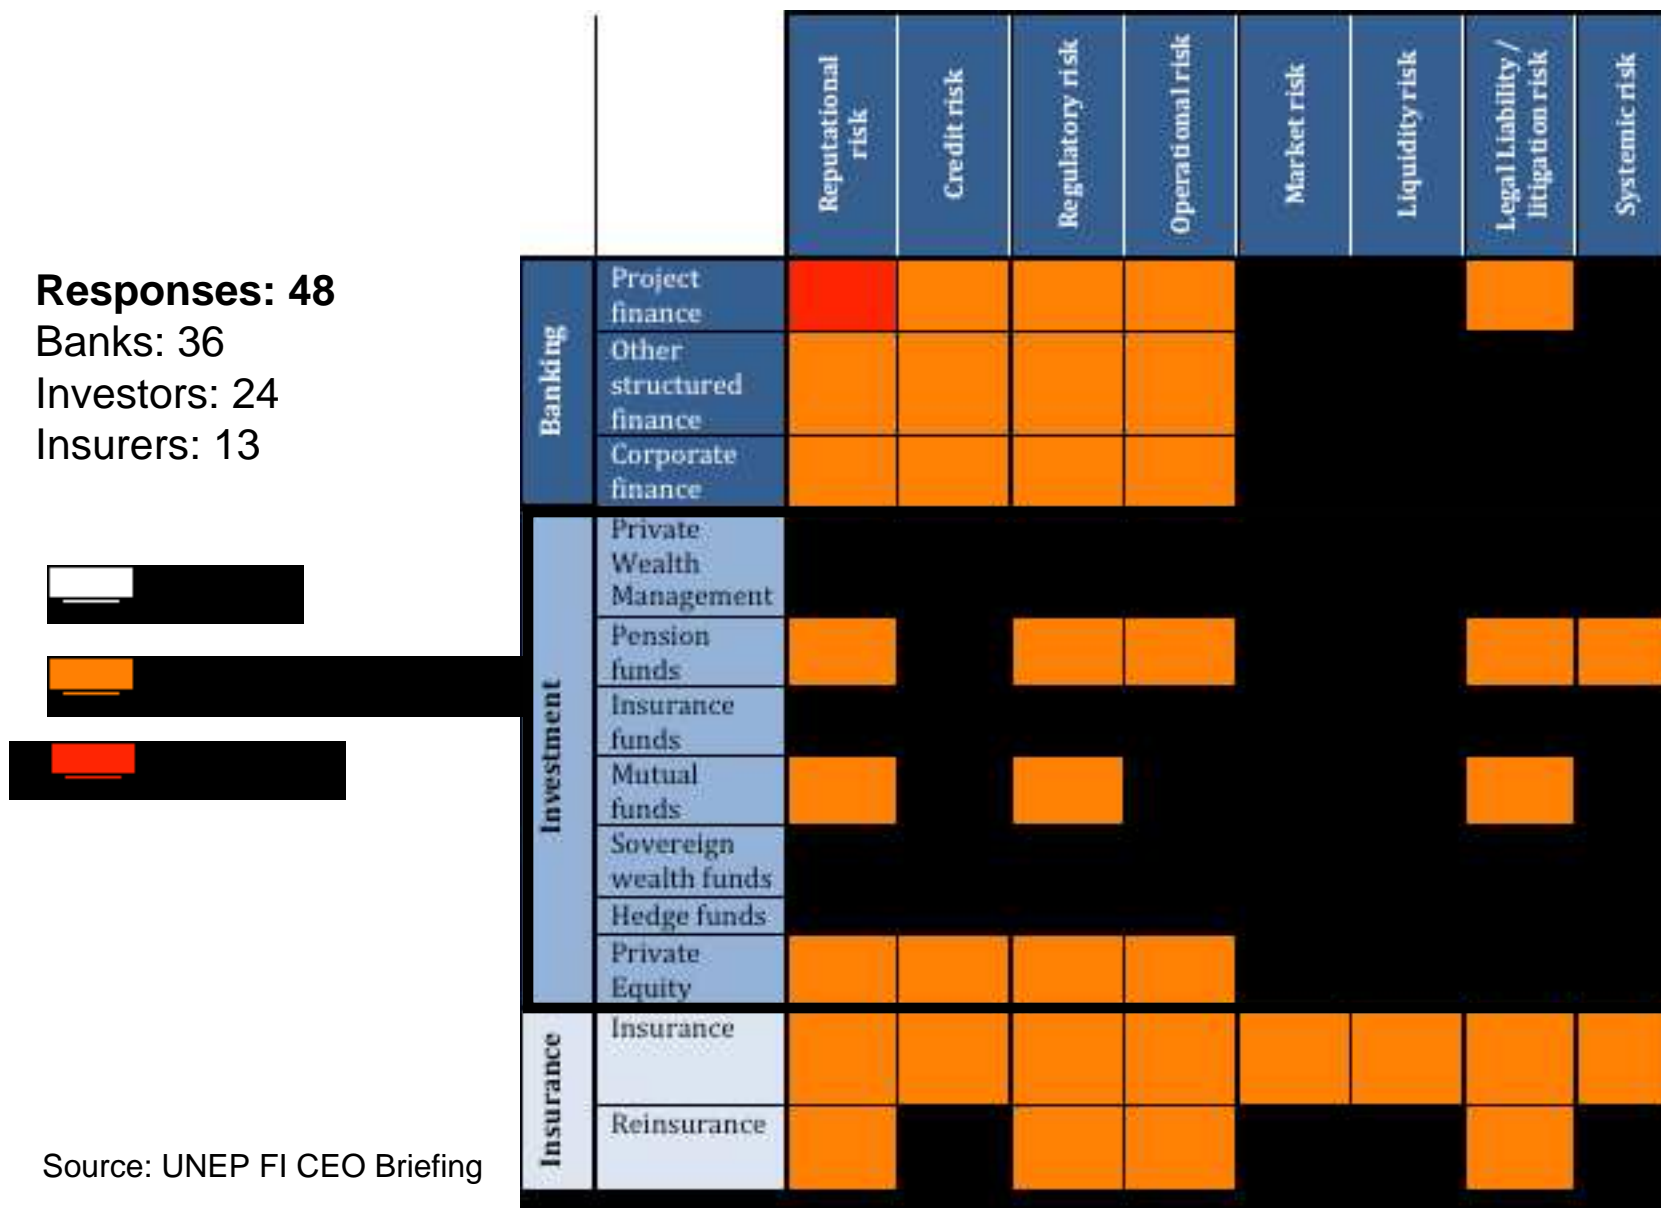 Reputational
risk
Credit risk
Regulatory risk
Operational risk
Market risk
Liquidity risk
Legal Liability /
litigation risk
Systemic risk
Responses: 48
Banks: 36
Investors: 24
Insurers: 13
Banking
Project
finance
Other
structured
finance
Corporate
finance
Investment
Private
Wealth
Management
Pension
funds
Insurance
funds
Mutual
funds
Sovereign
wealth funds
Hedge funds
Private
Equity
Insurance
Insurance
Reinsurance
Source: UNEP FI CEO Briefing